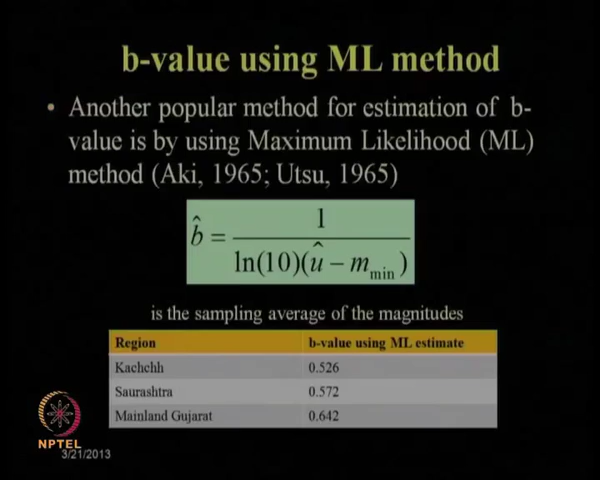 b-value using ML method
• Another popular method for estimation of b-
value is by using Maximum Likelihood (ML)
method (Aki, 1965; Utsu, 1965)
b̂ = 1 / ln(10)(û − m_min)
is the sampling average of the magnitudes
Region b-value using ML estimate
Kachchh 0.526
Saurashtra 0.572
Mainland Gujarat 0.642
NPTEL
3/21/2013